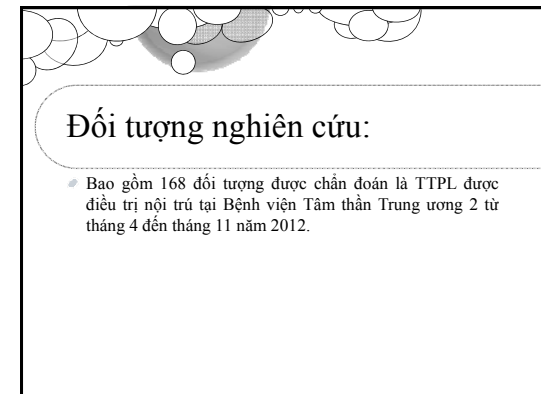 Đối tượng nghiên cứu:
Bao gồm 168 đối tượng được chẩn đoán là TTPL được
điều trị nội trú tại Bệnh viện Tâm thần Trung ương 2 từ
tháng 4 đến tháng 11 năm 2012.